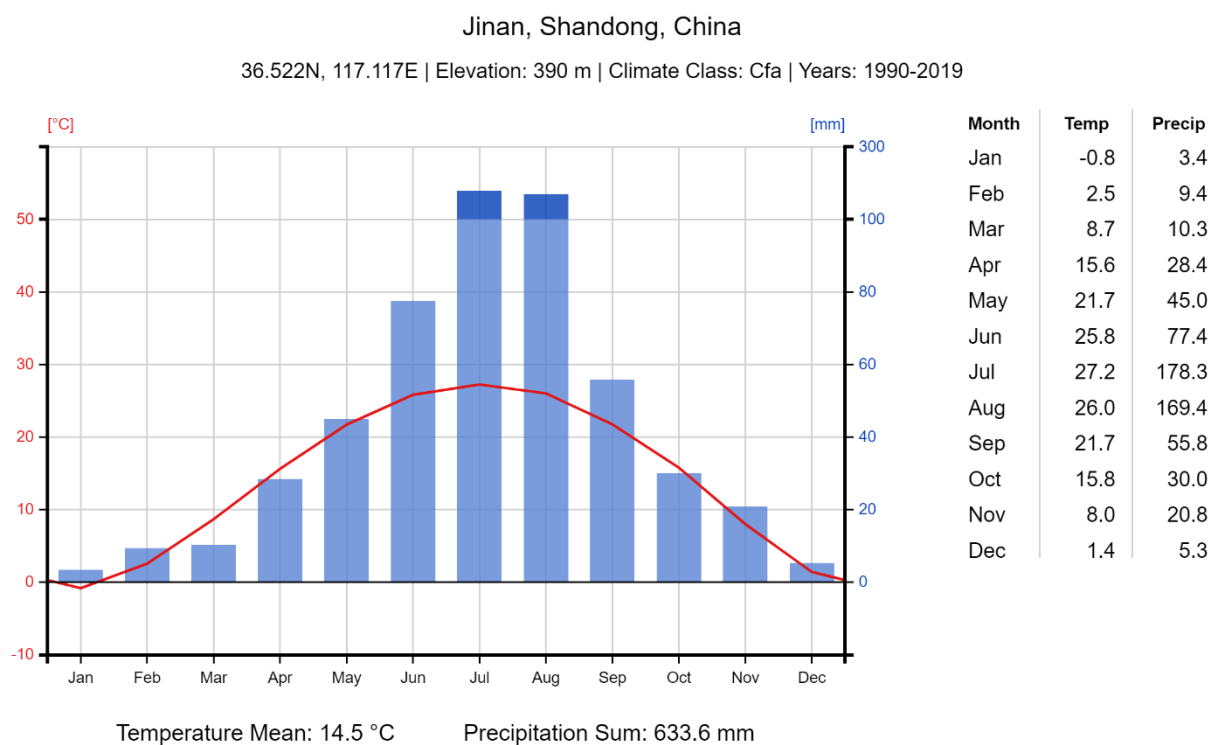 Jinan, Shandong, China
36.522N, 117.117E | Elevation: 390 m | Climate Class: Cfa | Years: 1990-2019
[°C] [mm]
300
50 100
40 80
30 60
20 40
10 20
0 0
-10
Jan Feb Mar Apr May Jun Jul Aug Sep Oct Nov Dec
Temperature Mean: 14.5 °C Precipitation Sum: 633.6 mm
Month Temp Precip
Jan -0.8 3.4
Feb 2.5 9.4
Mar 8.7 10.3
Apr 15.6 28.4
May 21.7 45.0
Jun 25.8 77.4
Jul 27.2 178.3
Aug 26.0 169.4
Sep 21.7 55.8
Oct 15.8 30.0
Nov 8.0 20.8
Dec 1.4 5.3